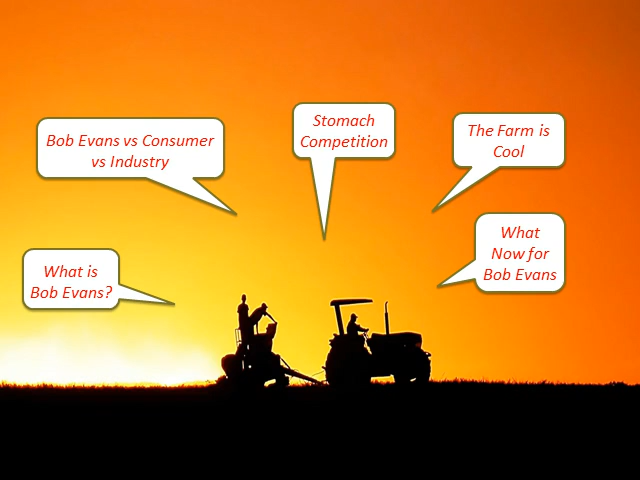 Bob Evans vs Consumer
vs Industry
Stomach
Competition
The Farm is
Cool
What is
Bob Evans?
What
Now for
Bob Evans